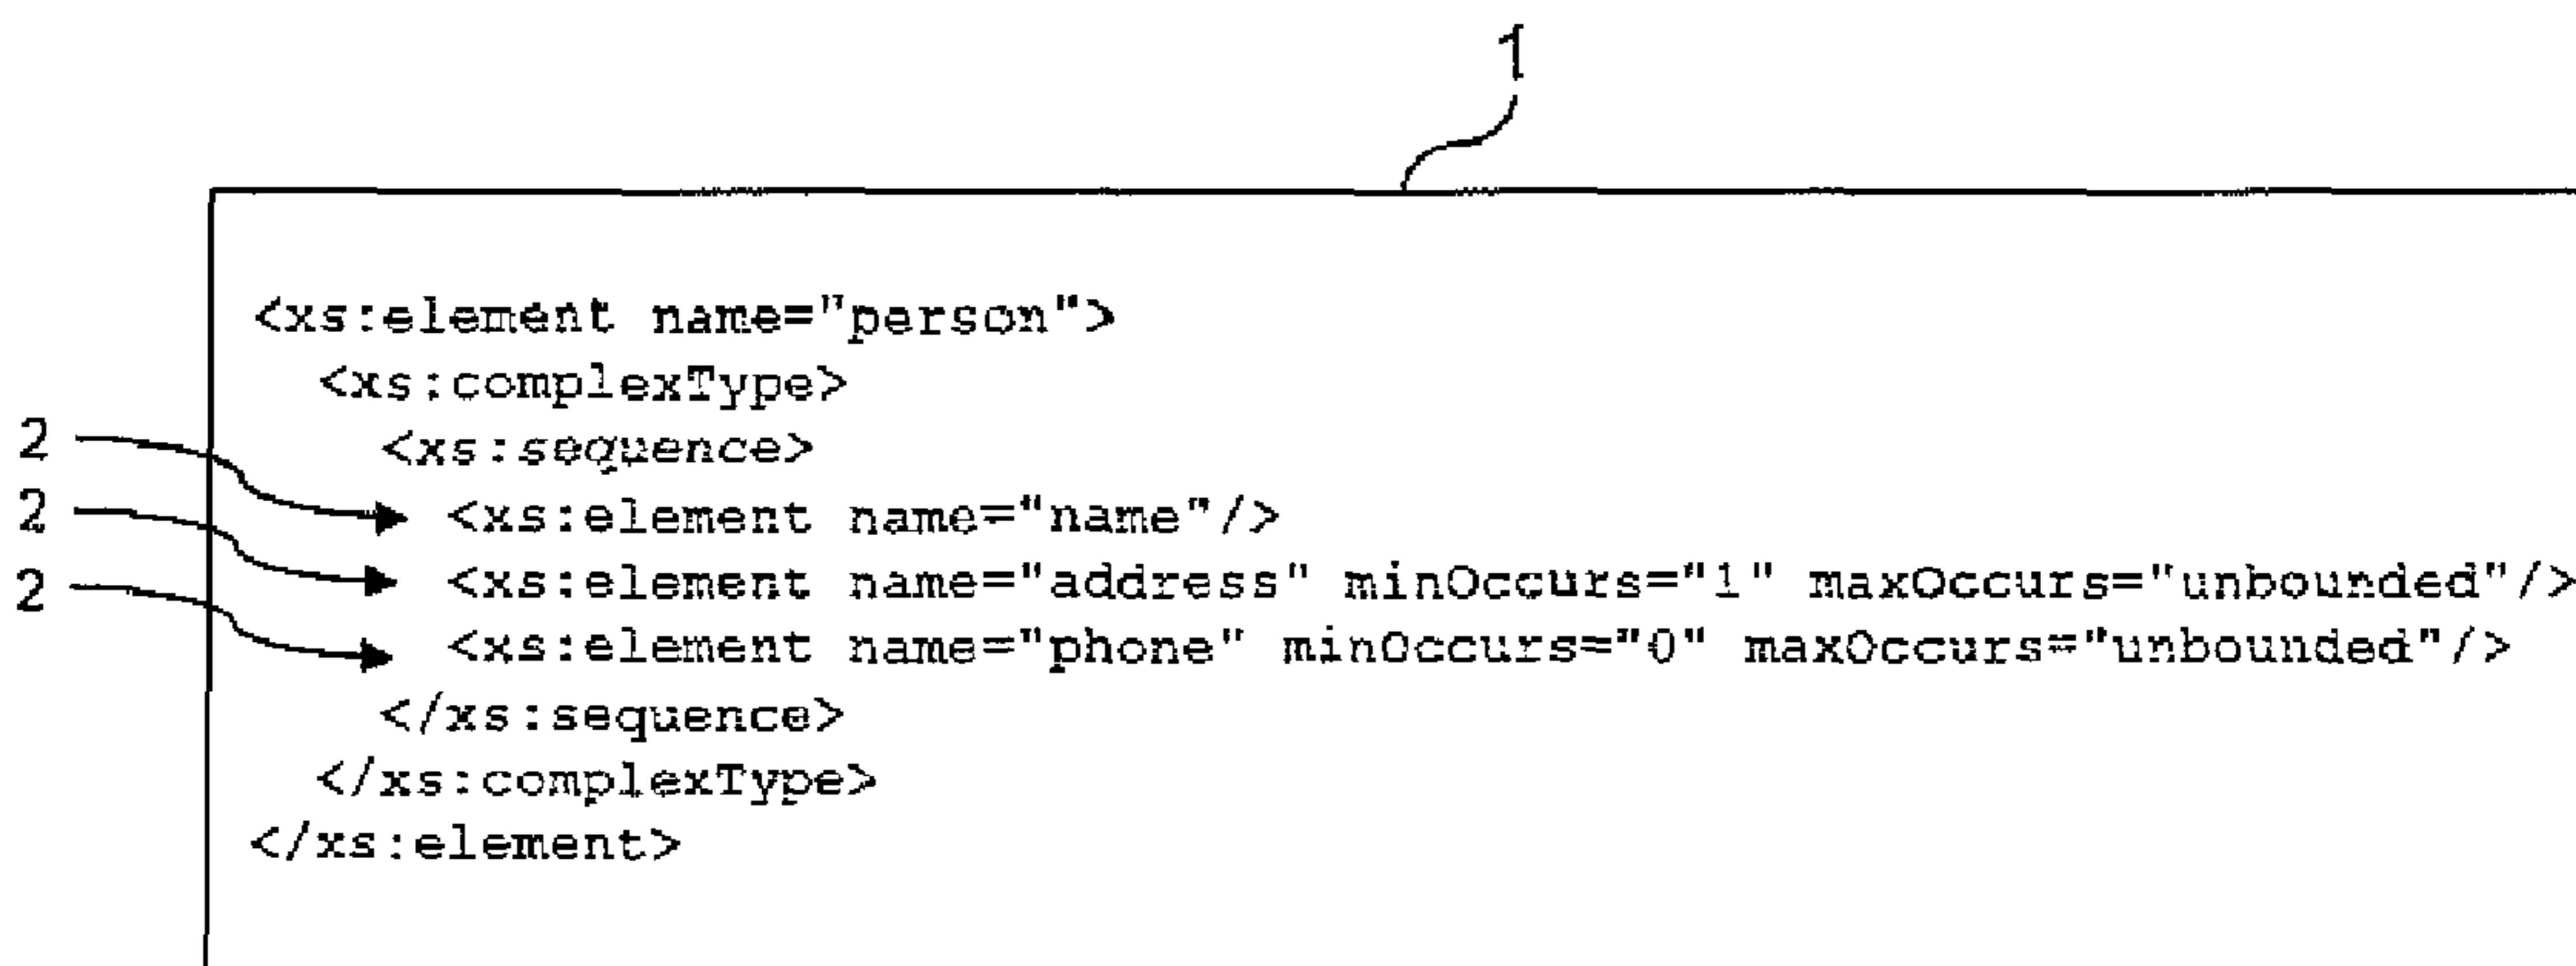 1
<xs:element name="person">
<xs:complexType>
2 <xs:sequence>
2 <xs:element name="name"/>
<xs:element name="address" minOccurs="1" maxOccurs="unbounded"/>
2 <xs:element name="phone" minOccurs="0" maxOccurs="unbounded"/>
</xs:sequence>
</xs:complexType>
</xs:element>